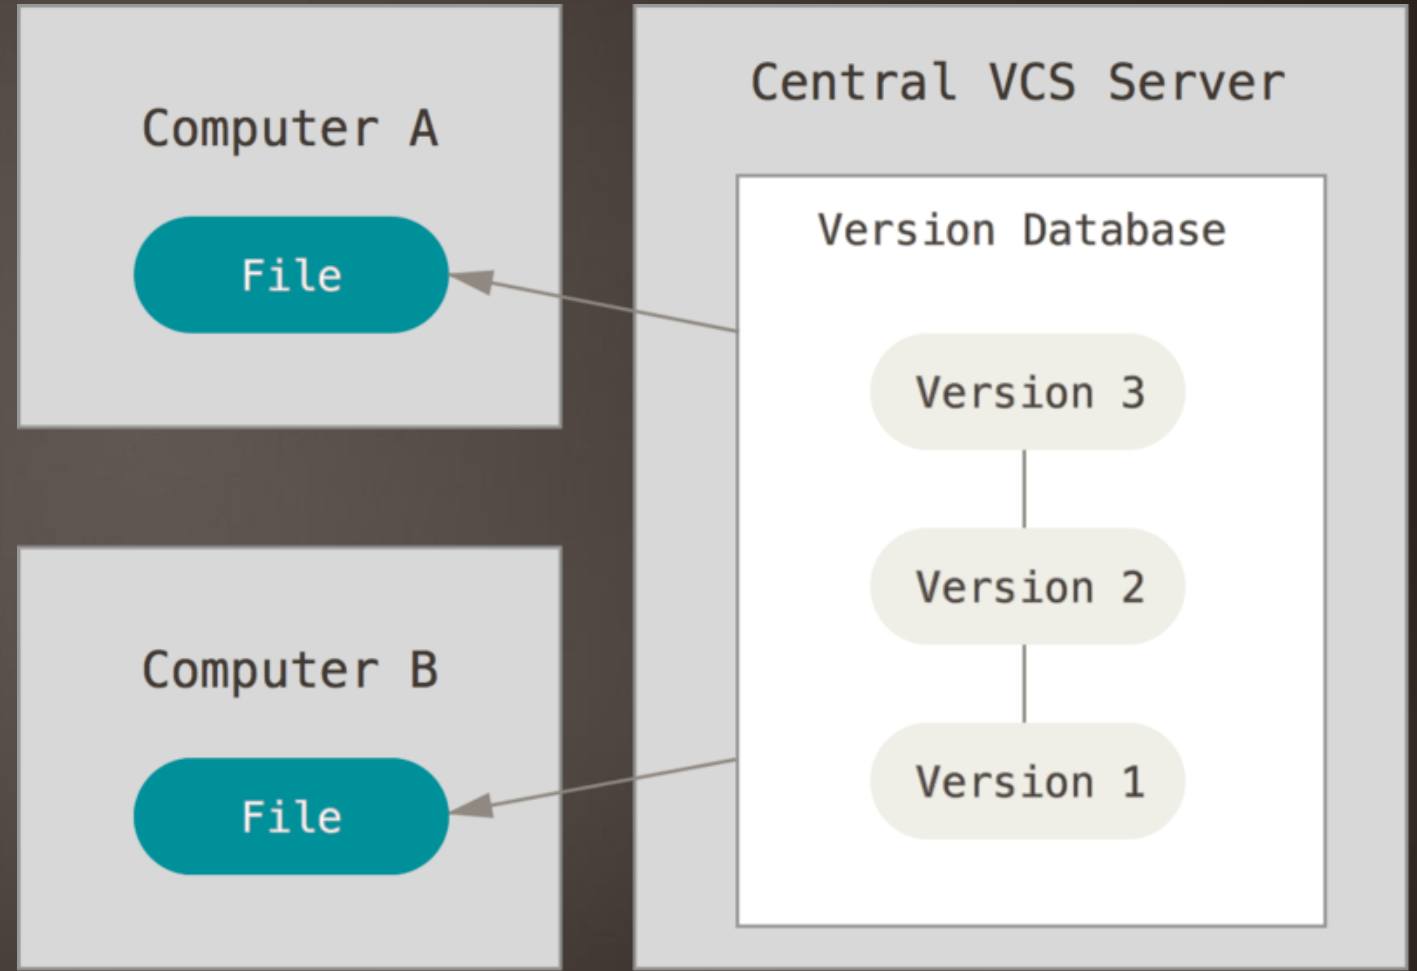 Computer A
File
Computer B
File
Central VCS Server
Version Database
Version 3
Version 2
Version 1